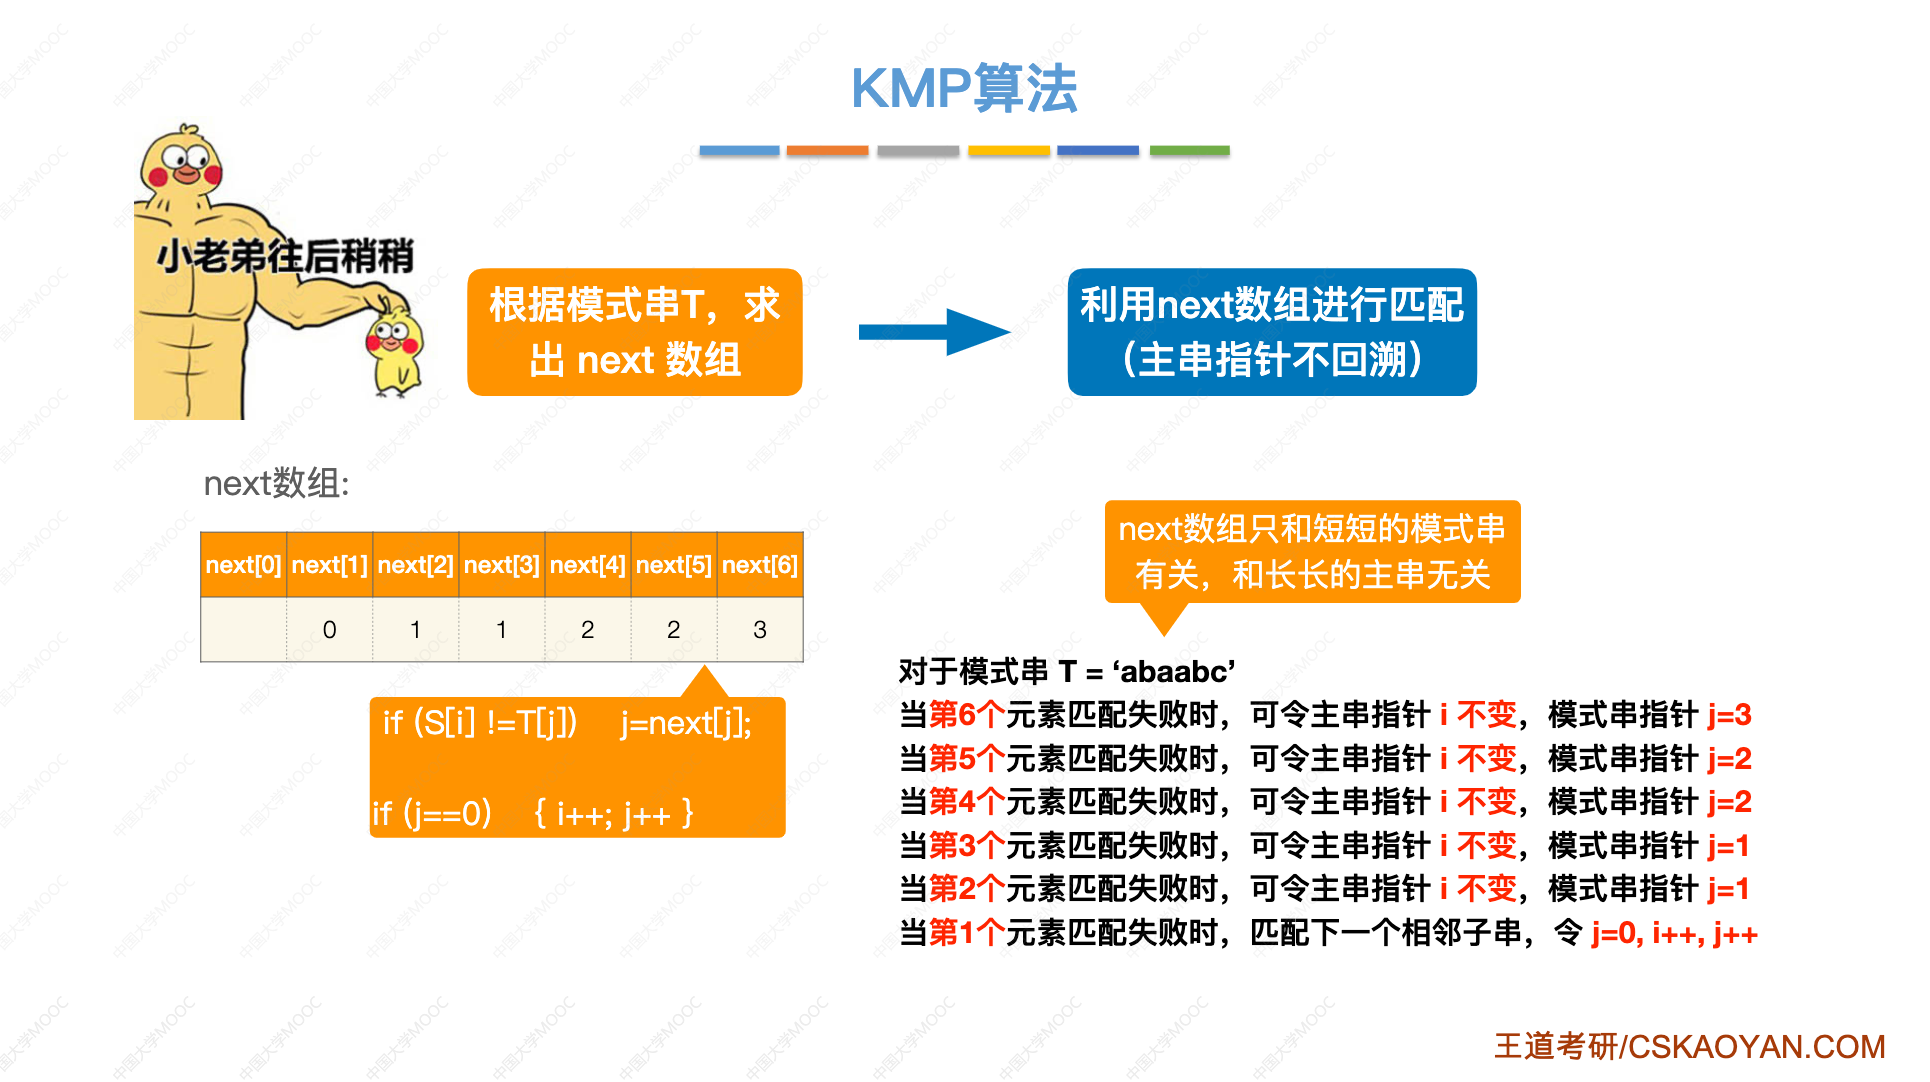 KMP算法
小老弟往后稍稍
根据模式串T，求
出 next 数组
利用next数组进行匹配
（主串指针不回溯）
next数组:
next[0] next[1] next[2] next[3] next[4] next[5] next[6]
0 1 1 2 2 3
if (S[i] !=T[j]) j=next[j];
if (j==0) { i++; j++ }
next数组只和短短的模式串
有关，和长长的主串无关
对于模式串 T = ‘abaabc’
当第6个元素匹配失败时，可令主串指针 i 不变，模式串指针 j=3
当第5个元素匹配失败时，可令主串指针 i 不变，模式串指针 j=2
当第4个元素匹配失败时，可令主串指针 i 不变，模式串指针 j=2
当第3个元素匹配失败时，可令主串指针 i 不变，模式串指针 j=1
当第2个元素匹配失败时，可令主串指针 i 不变，模式串指针 j=1
当第1个元素匹配失败时，匹配下一个相邻子串，令 j=0, i++, j++
王道考研/CSKAOYAN.COM
中国大学MOOC